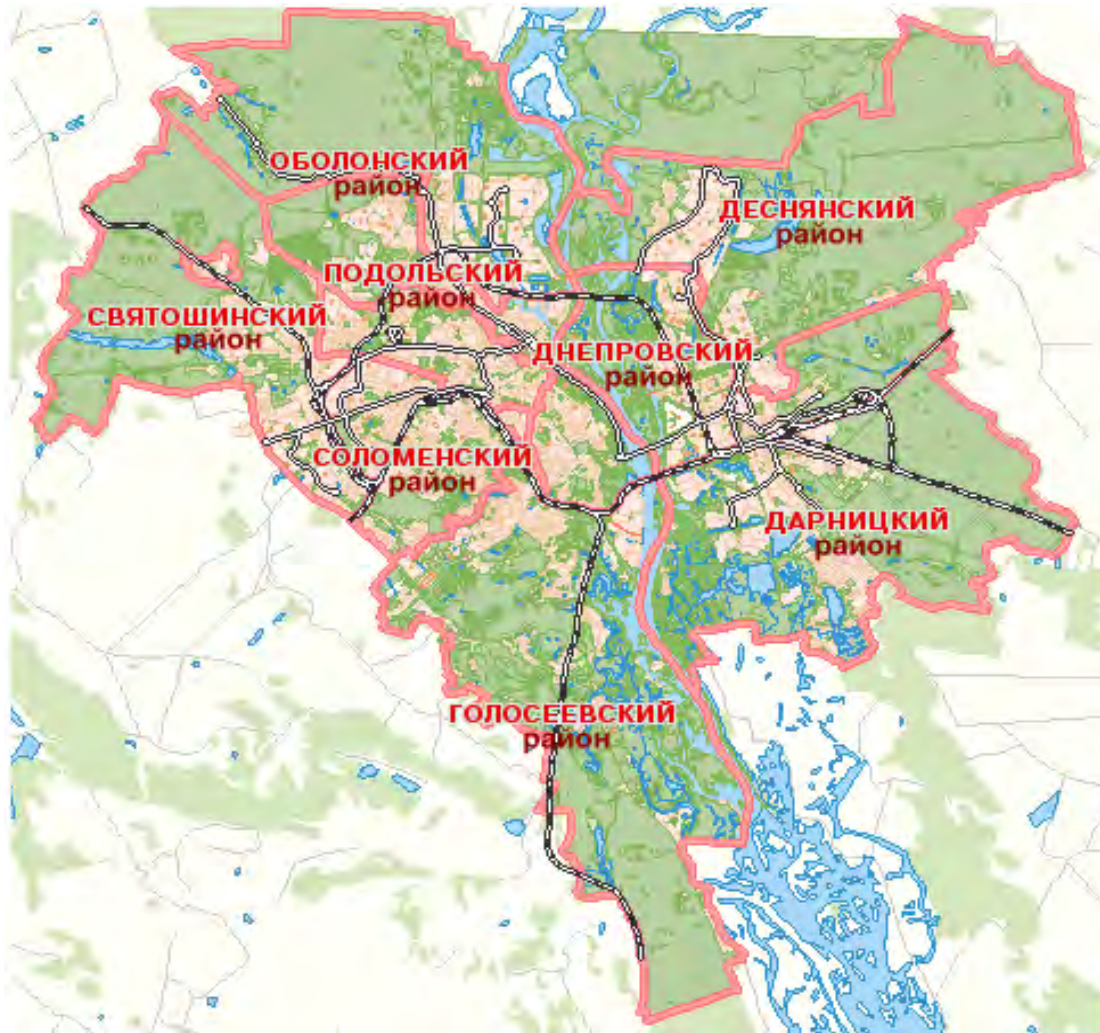 ОБОЛОНСКИЙ
район
ДЕСНЯНСКИЙ
район
ПОДОЛЬСКИЙ
район
СВЯТОШИНСКИЙ
район
ДНЕПРОВСКИЙ
район
СОЛОМЕНСКИЙ
район
ДАРНИЦКИЙ
район
ГОЛОСЕЕВСКИЙ
район